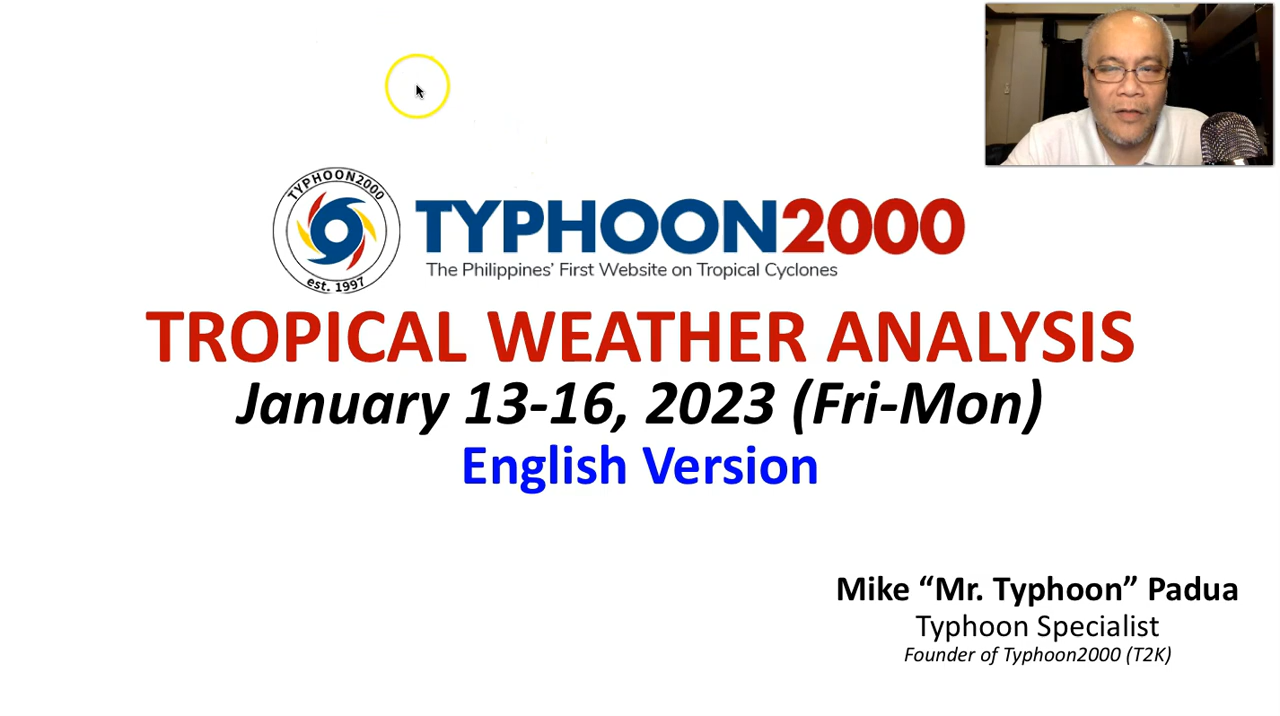 TYPHOON2000
est. 1997
TYPHOON2000
The Philippines' First Website on Tropical Cyclones
TROPICAL WEATHER ANALYSIS
January 13-16, 2023 (Fri-Mon)
English Version
Mike “Mr. Typhoon” Padua
Typhoon Specialist
Founder of Typhoon2000 (T2K)